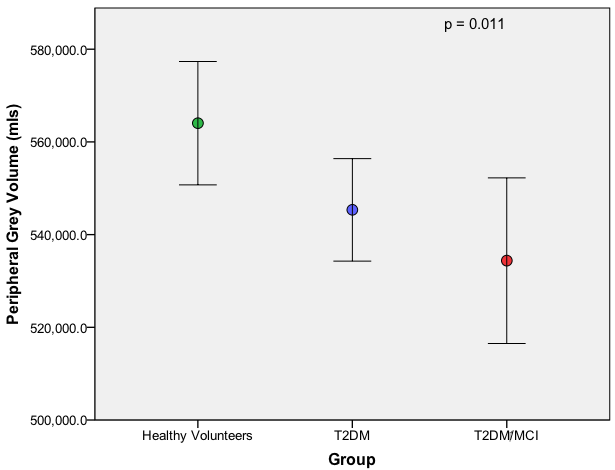 p = 0.011
580,000.0
560,000.0
540,000.0
520,000.0
500,000.0
Peripheral Grey Volume (mls)
Healthy Volunteers
T2DM
T2DM/MCI
Group